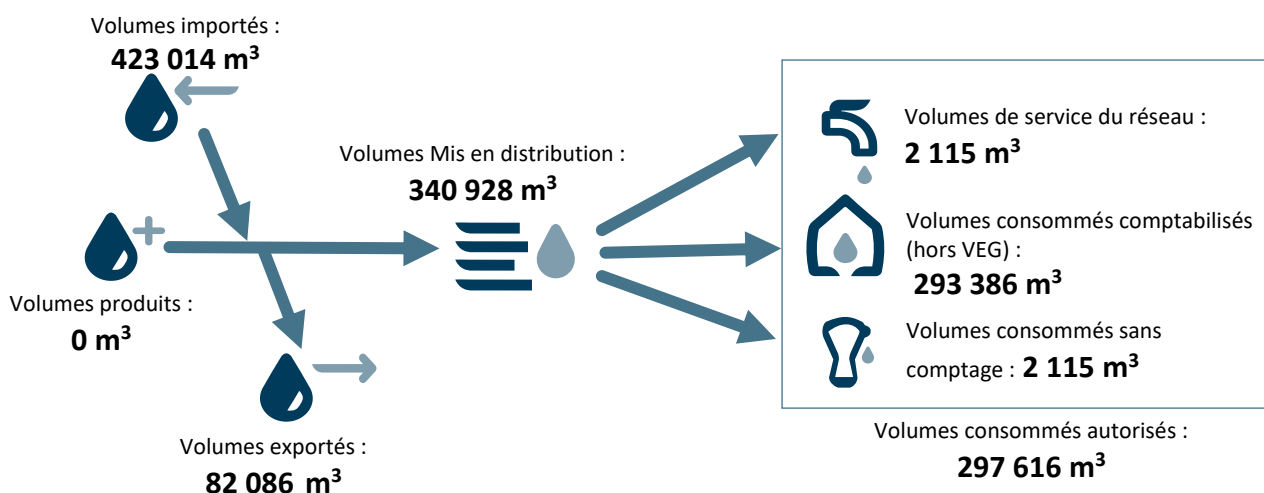 Volumes importés :
423 014 m³
Volumes produits :
0 m³
Volumes exportés :
82 086 m³
Volumes Mis en distribution :
340 928 m³
Volumes de service du réseau :
2 115 m³
Volumes consommés comptabilisés
(hors VEG) :
293 386 m³
Volumes consommés sans
comptage : 2 115 m³
Volumes consommés autorisés :
297 616 m³